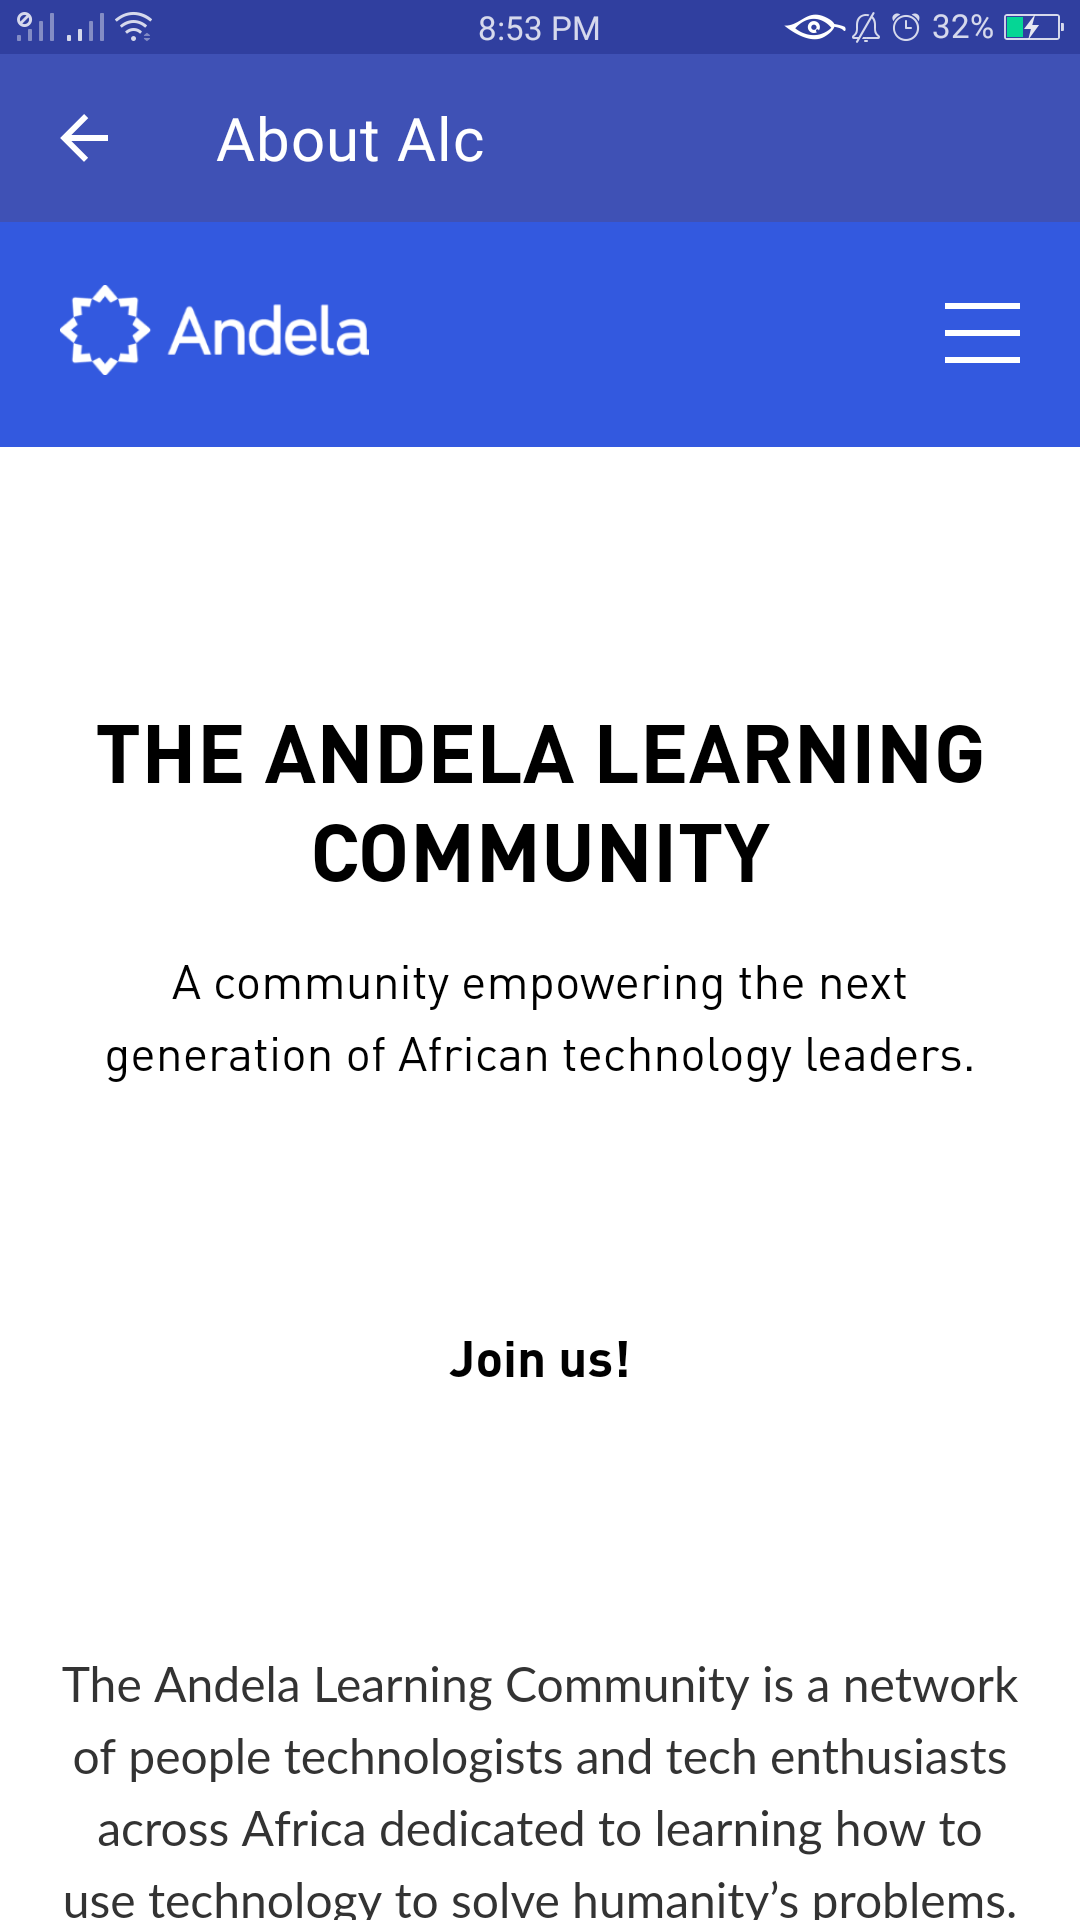 8:53 PM
32%
About Alc
Andela
THE ANDELA LEARNING
COMMUNITY
A community empowering the next
generation of African technology leaders.
Join us!
The Andela Learning Community is a network
of people technologists and tech enthusiasts
across Africa dedicated to learning how to
use technology to solve humanity’s problems.